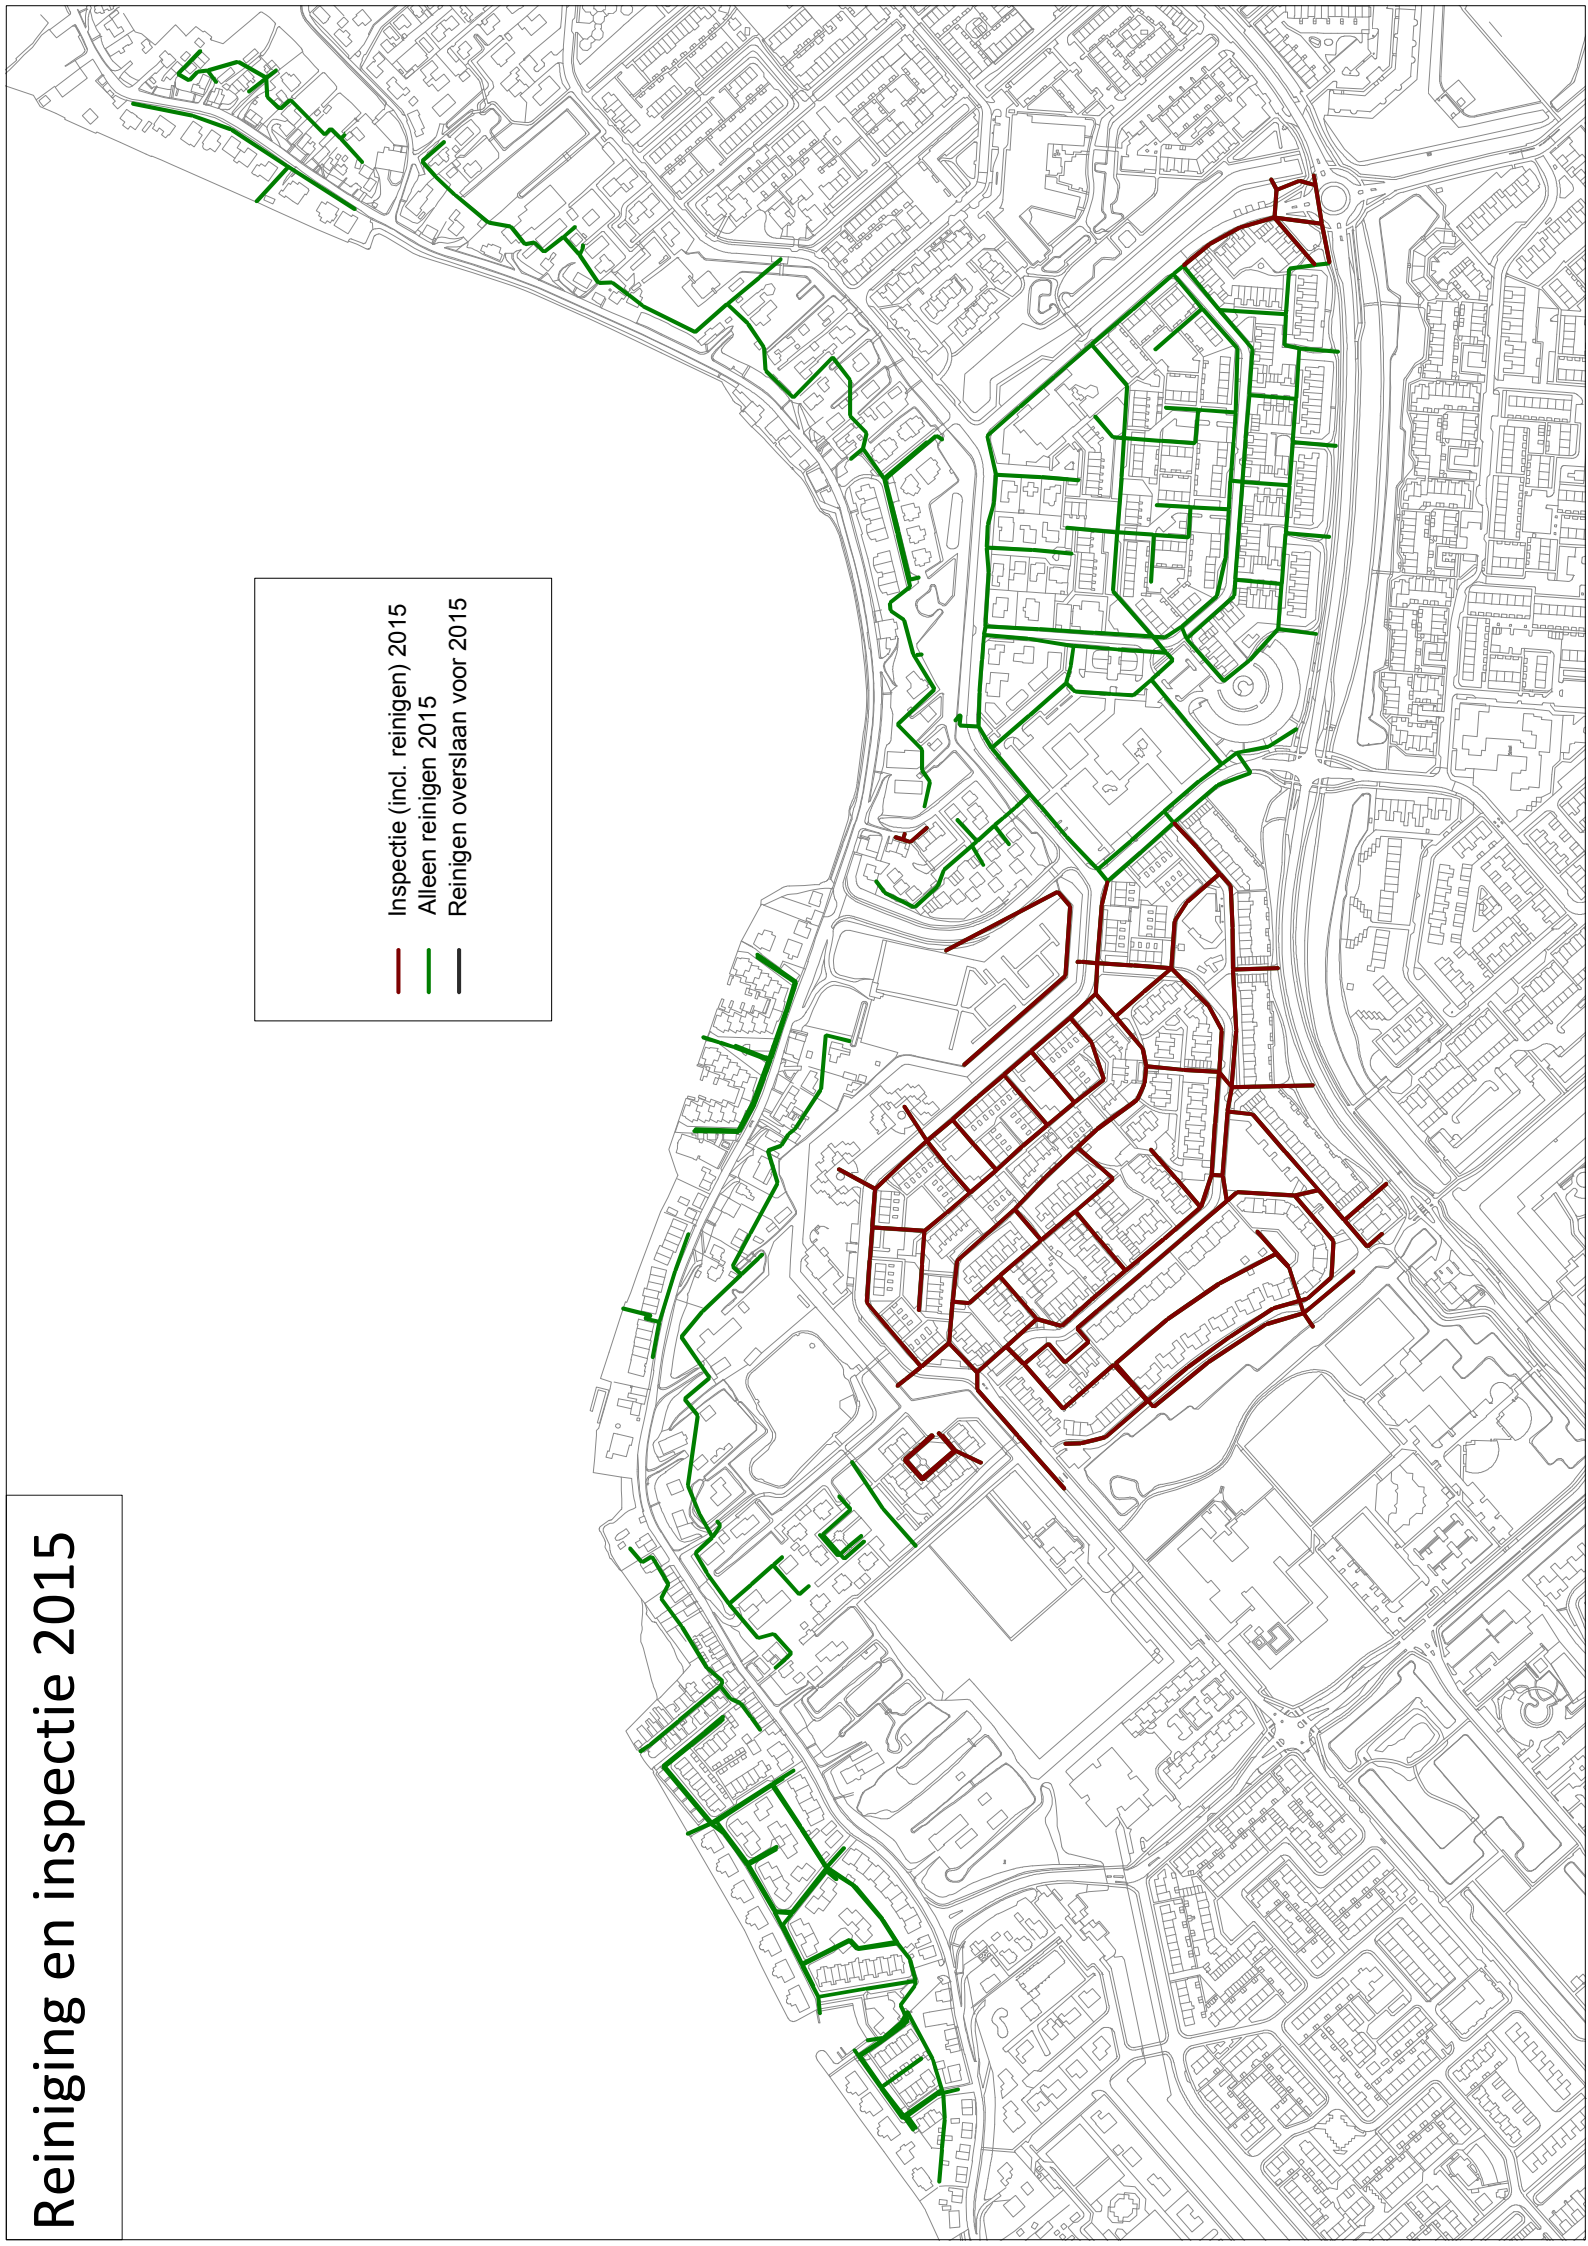 Reiniging en inspectie 2015
Inspectie (incl. reinigen) 2015
Alleen reinigen 2015
Reinigen overslaan voor 2015